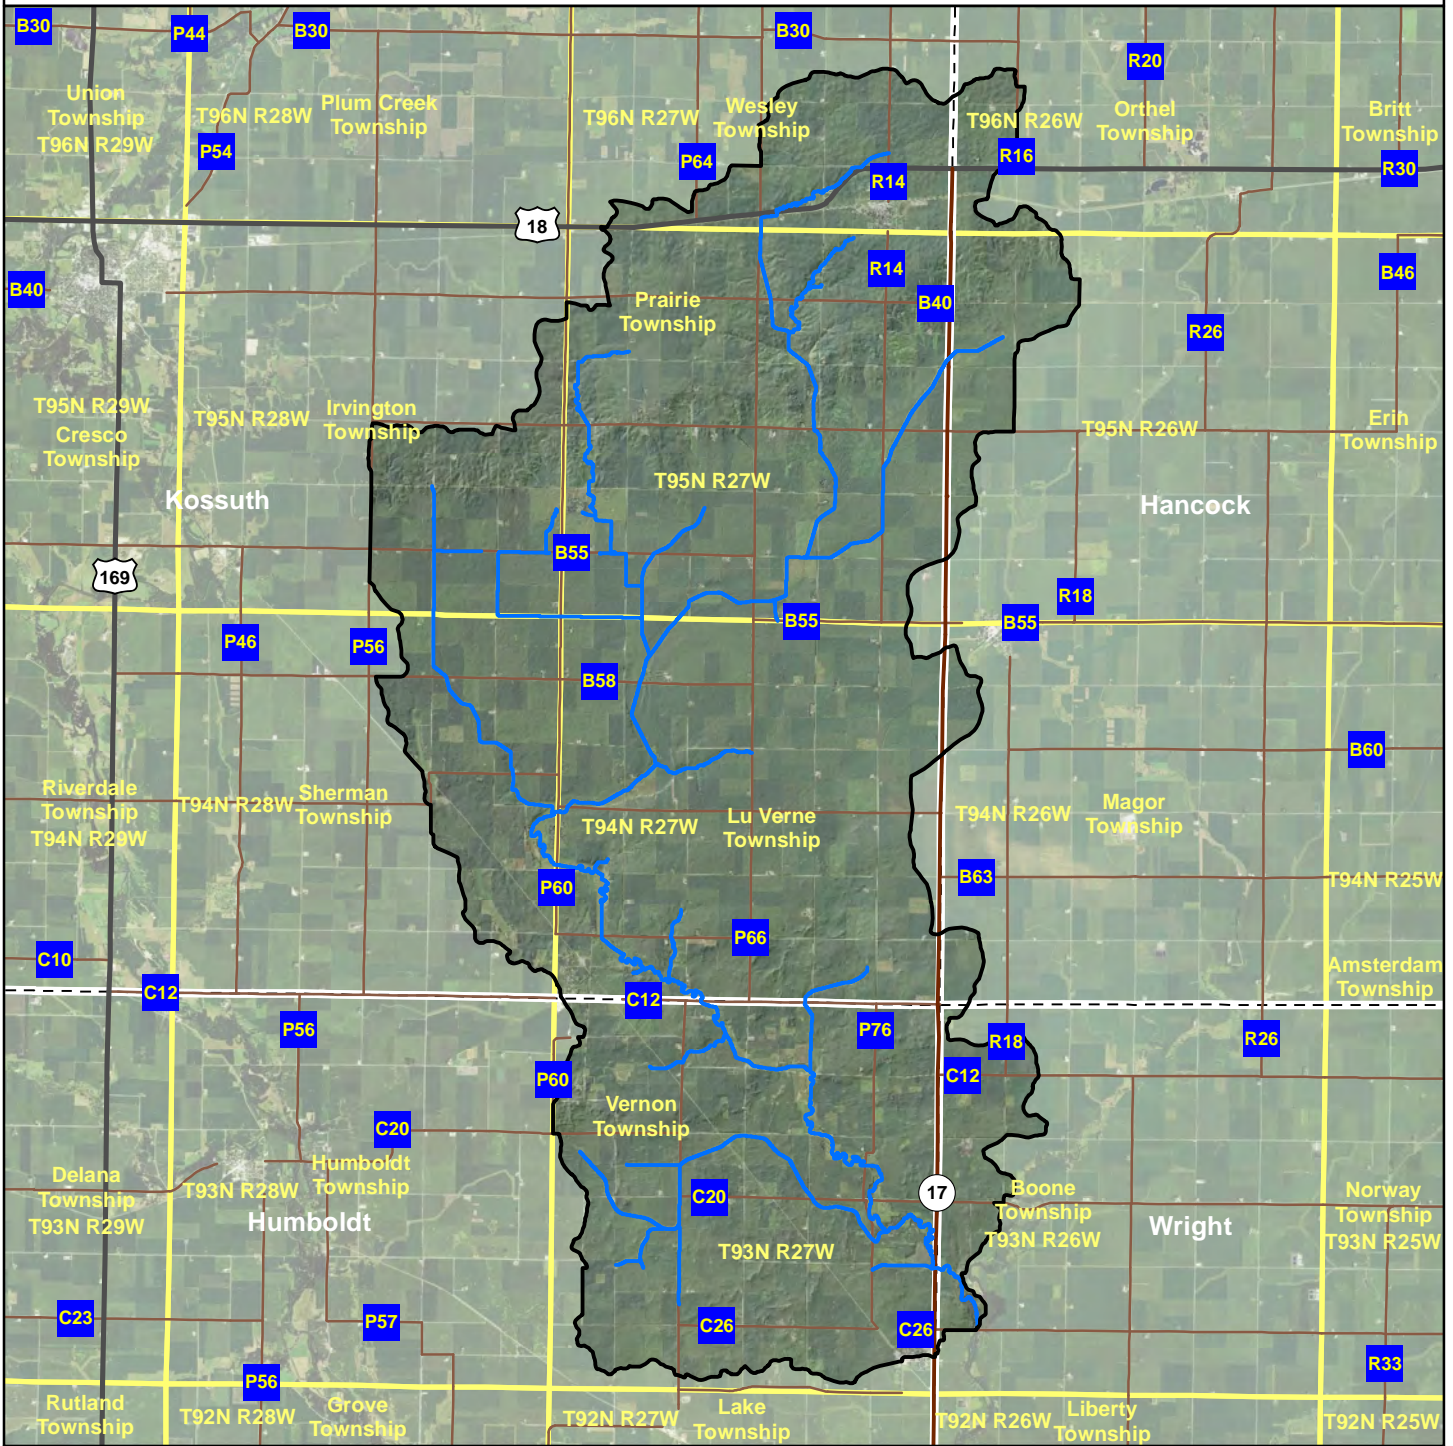 B30
P44
B30
B30
R20
Union
Township
T96N R29W
T96N R28W
Plum Creek
Township
T96N R27W
Wesley
Township
T96N R26W
Orthel
Township
Britt
Township
P54
P64
R14
R16
R30
18
B40
R14
B40
B46
Prairie
Township
R26
T95N R29W
Cresco
Township
T95N R28W
Irvington
Township
T95N R26W
Erin
Township
T95N R27W
Kossuth
Hancock
169
B55
R18
P46
P56
B55
B55
B58
B60
Riverdale
Township
T94N R29W
T94N R28W
Sherman
Township
T94N R27W
Lu Verne
Township
T94N R26W
Magor
Township
P60
B63
T94N R25W
C10
P66
Amsterdam
Township
C12
C12
P56
P76
R18
R26
P60
C12
C20
Vernon
Township
Delana
Township
T93N R29W
T93N R28W
Humboldt
Township
C20
17
Boone
Township
T93N R26W
Norway
Township
T93N R25W
Humboldt
Wright
T93N R27W
C23
P57
C26
C26
P56
R33
Rutland
Township
T92N R28W
Grove
Township
T92N R27W
Lake
Township
T92N R26W
Liberty
Township
T92N R25W